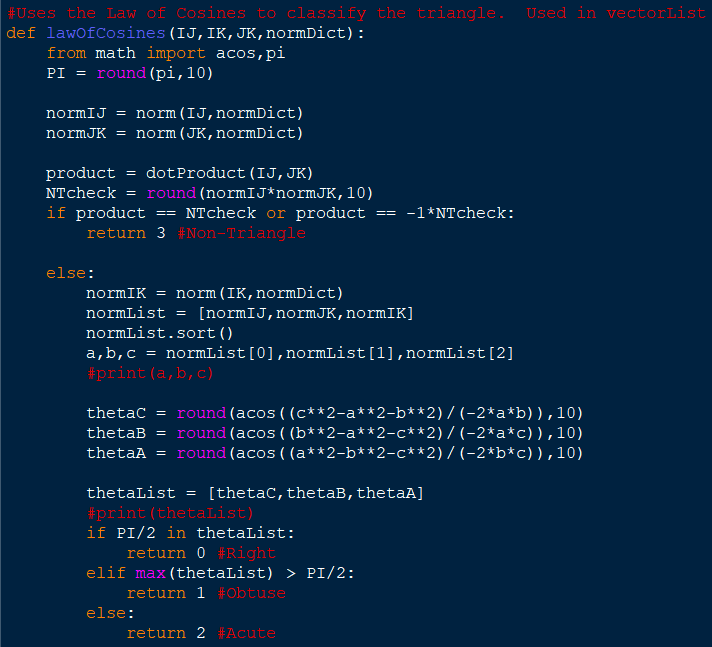 #Uses the Law of Cosines to classify the triangle.  Used in vectorList
def lawOfCosines(IJ,IK,JK,normDict):
    from math import acos,pi
    PI = round(pi,10)

    normIJ = norm(IJ,normDict)
    normJK = norm(JK,normDict)

    product = dotProduct(IJ,JK)
    NTcheck = round(normIJ*normJK,10)
    if product == NTcheck or product == -1*NTcheck:
        return 3 #Non-Triangle

    else:
        normIK = norm(IK,normDict)
        normList = [normIJ,normJK,normIK]
        normList.sort()
        a,b,c = normList[0],normList[1],normList[2]
        #print(a,b,c)

        thetaC = round(acos((c**2-a**2-b**2)/(-2*a*b)),10)
        thetaB = round(acos((b**2-a**2-c**2)/(-2*a*c)),10)
        thetaA = round(acos((a**2-b**2-c**2)/(-2*b*c)),10)

        thetaList = [thetaC,thetaB,thetaA]
        #print(thetaList)
        if PI/2 in thetaList:
            return 0 #Right
        elif max(thetaList) > PI/2:
            return 1 #Obtuse
        else:
            return 2 #Acute